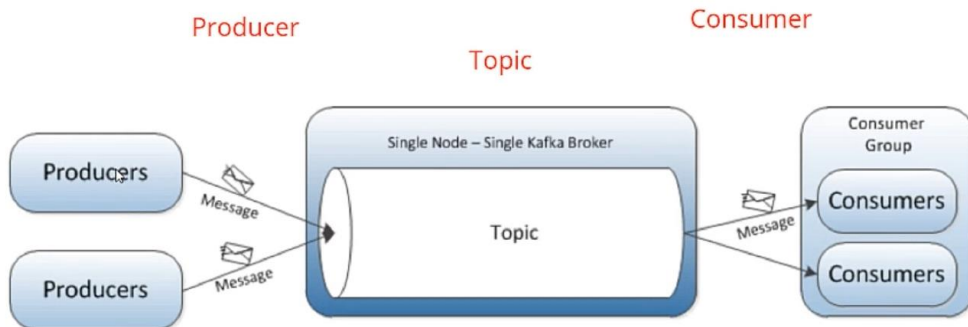 Producer
Topic
Consumer
Producers
Message
Producers
Message
Single Node – Single Kafka Broker
Topic
Message
Consumer
Group
Consumers
Consumers